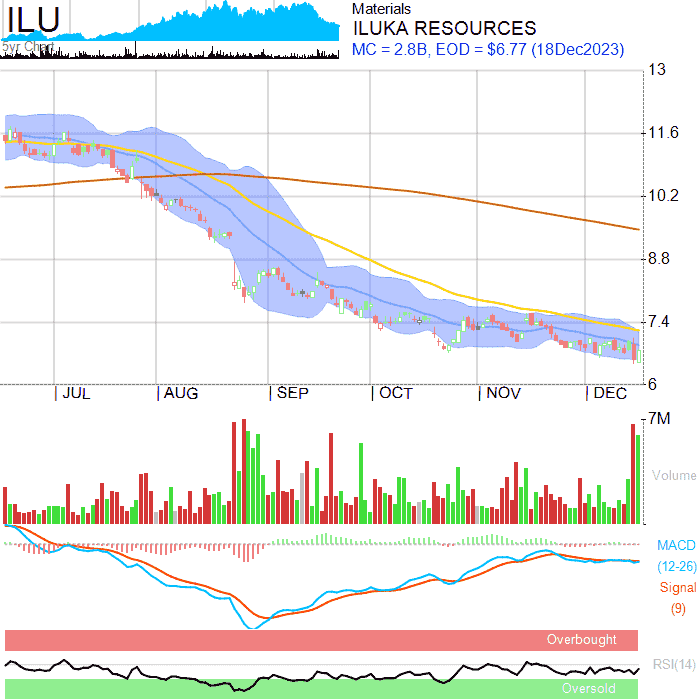 ILU
5yr Chart
Materials
ILUKA RESOURCES
MC = 2.8B, EOD = $6.77 (18Dec2023)
13
11.6
10.2
8.8
7.4
6
JUL
AUG
SEP
OCT
NOV
DEC
7M
Volume
MACD
(12-26)
Signal
(9)
Overbought
RSI(14)
Oversold